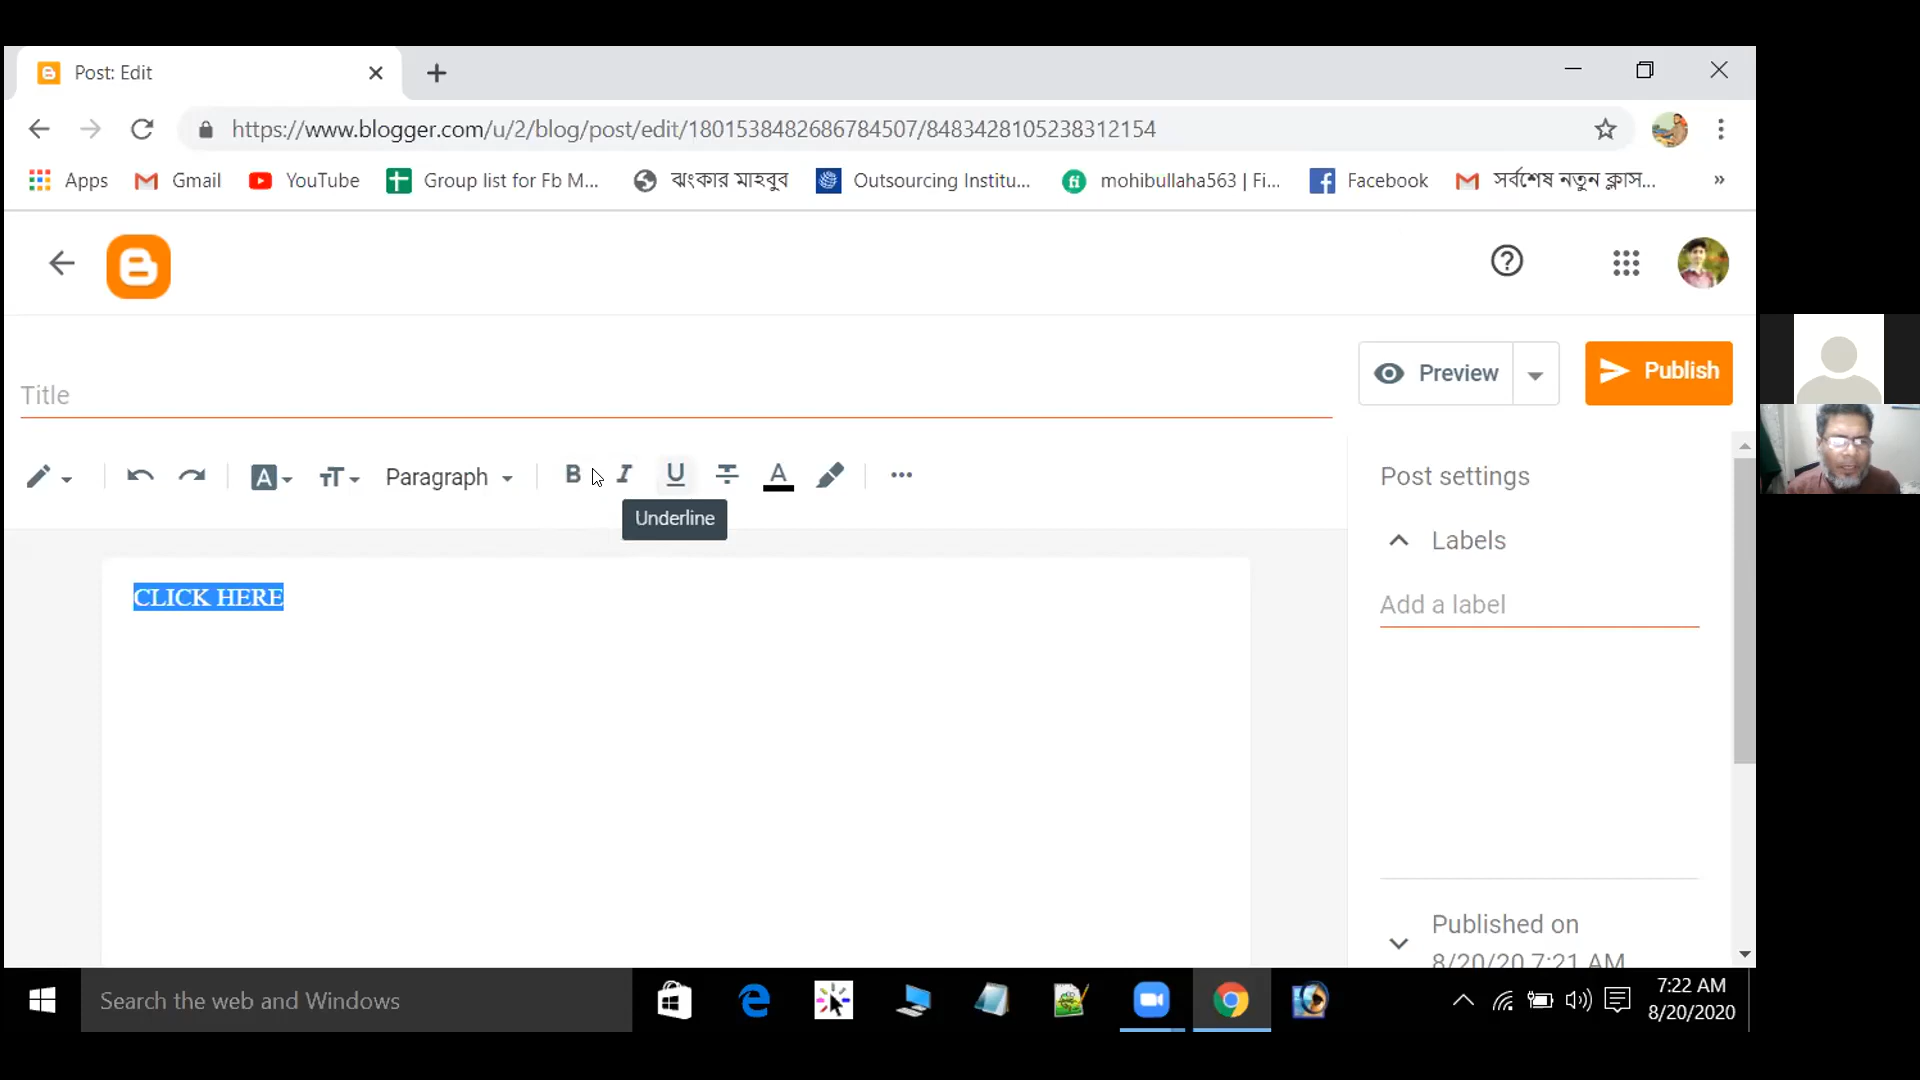 Post: Edit
https://www.blogger.com/u/2/blog/post/edit/1801538482686784507/8483428105238312154
Apps Gmail YouTube Group list for Fb M... ঝংকার মাহবুব Outsourcing Institu... mohibullaha563 | Fi... Facebook সর্বশেষ নতুন ক্লাস... »
Title
Preview Publish
Paragraph B I U A
Underline
Post settings
Labels
CLICK HERE
Add a label
Published on
8/20/20 7:21 AM
Search the web and Windows
7:22 AM
8/20/2020